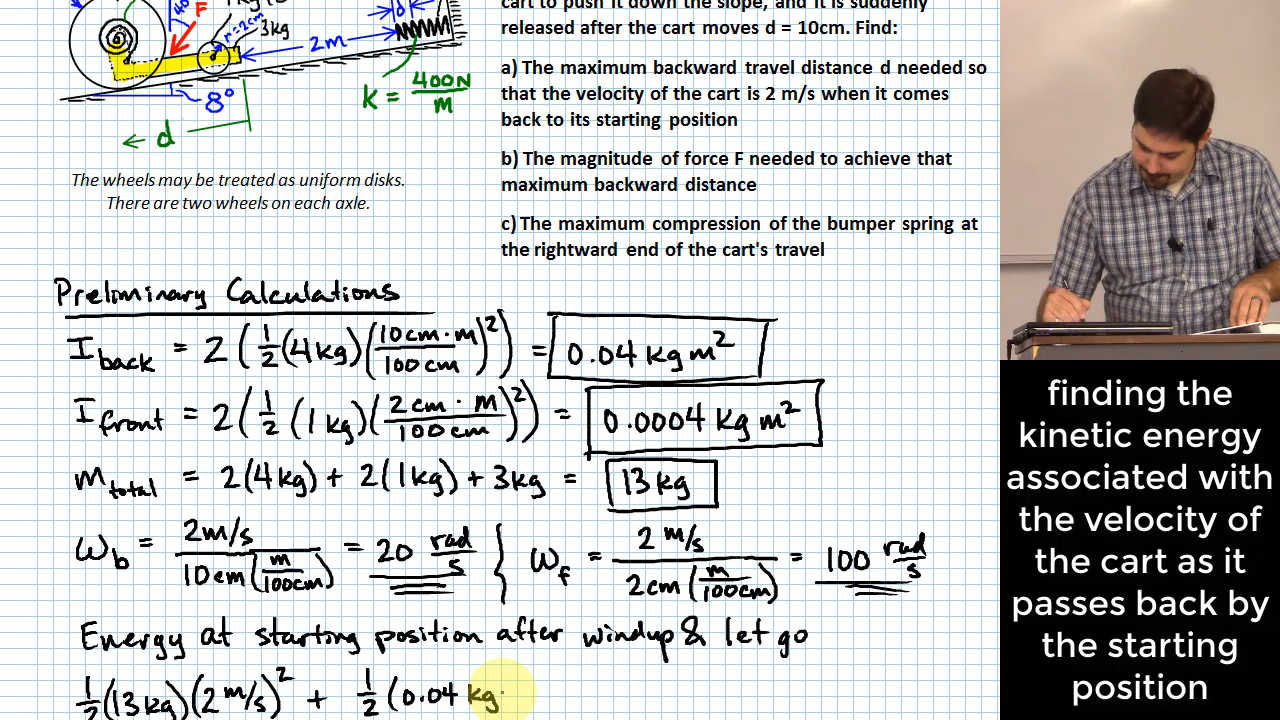 cart to push it down the slope, and it is suddenly
released after the cart moves d = 10cm. Find:
a) The maximum backward travel distance d needed so
that the velocity of the cart is 2 m/s when it comes
back to its starting position
b) The magnitude of force F needed to achieve that
maximum backward distance
c) The maximum compression of the bumper spring at
the rightward end of the cart's travel
40
F
r=2cm
3kg
2m
d
K = 400N/m
8°
d
The wheels may be treated as uniform disks.
There are two wheels on each axle.
Preliminary Calculations
I back = 2(1/2(4kg)(10cm·m/100cm)²) = 0.04 kg m²
I front = 2(1/2(1kg)(2cm·m/100cm)²) = 0.0004 kg m²
m total = 2(4kg) + 2(1kg) + 3kg = 13kg
ω b = 2m/s / 10cm(m/100cm) = 20 rad/s } ω f = 2 m/s / 2cm(m/100cm) = 100 rad/s
Energy at starting position after windup & let go
1/2(13kg)(2m/s)² + 1/2(0.04 kg·
finding the
kinetic energy
associated with
the velocity of
the cart as it
passes back by
the starting
position